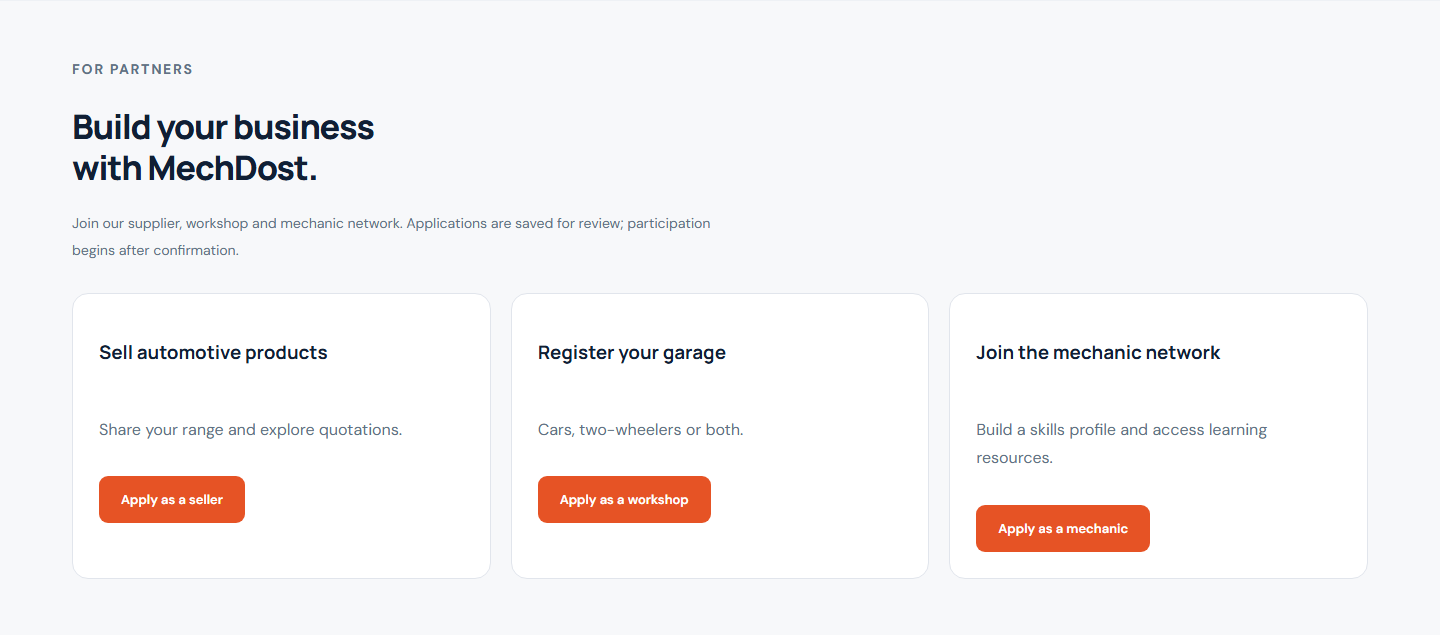 FOR PARTNERS
Build your business
with MechDost.
Join our supplier, workshop and mechanic network. Applications are saved for review; participation
begins after confirmation.
Sell automotive products
Share your range and explore quotations.
Apply as a seller
Register your garage
Cars, two-wheelers or both.
Apply as a workshop
Join the mechanic network
Build a skills profile and access learning
resources.
Apply as a mechanic